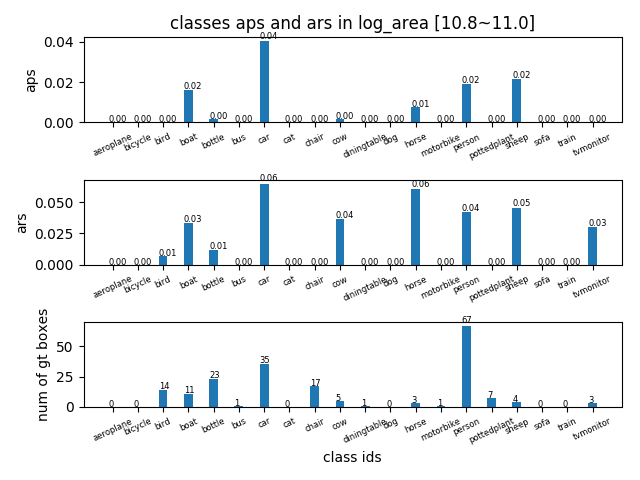 classes aps and ars in log_area [10.8~11.0]
aps
0.04
0.02
0.00
0.00 0.00 0.00 0.02 0.00 0.00 0.04 0.00 0.00 0.00 0.00 0.00 0.01 0.00 0.02 0.00 0.02 0.00 0.00 0.00
aeroplane bicycle bird boat bottle bus car cat chair cow diningtable dog horse motorbike person pottedplant sheep sofa train tvmonitor
ars
0.050
0.025
0.000
0.00 0.00 0.01 0.03 0.01 0.00 0.06 0.00 0.00 0.04 0.00 0.00 0.06 0.00 0.04 0.00 0.05 0.00 0.00 0.03
aeroplane bicycle bird boat bottle bus car cat chair cow diningtable dog horse motorbike person pottedplant sheep sofa train tvmonitor
num of gt boxes
50
25
0
0 0 14 11 23 1 35 0 17 5 1 0 3 1 67 7 4 0 0 3
aeroplane bicycle bird boat bottle bus car cat chair cow diningtable dog horse motorbike person pottedplant sheep sofa train tvmonitor
class ids